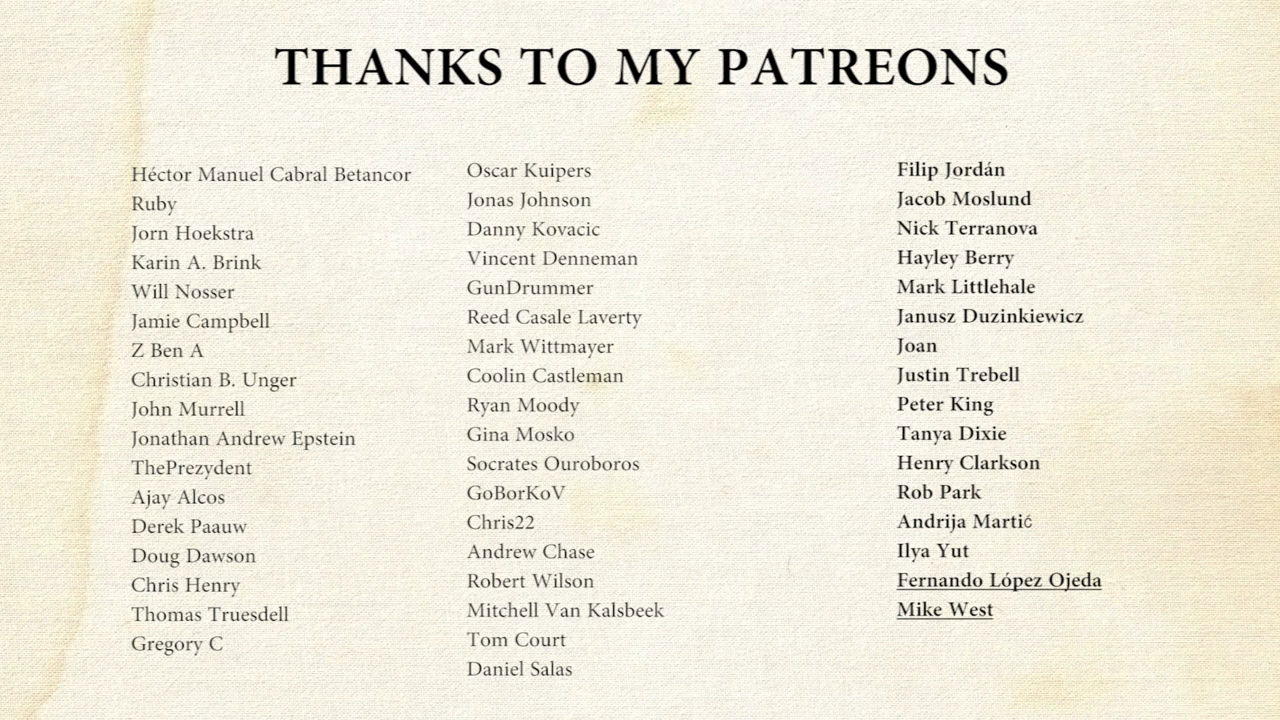 THANKS TO MY PATREONS
Héctor Manuel Cabral Betancor
Ruby
Jorn Hoekstra
Karin A. Brink
Will Nosser
Jamie Campbell
Z Ben A
Christian B. Unger
John Murrell
Jonathan Andrew Epstein
ThePrezydent
Ajay Alcos
Derek Paauw
Doug Dawson
Chris Henry
Thomas Truesdell
Gregory C
Oscar Kuipers
Jonas Johnson
Danny Kovacic
Vincent Denneman
GunDrummer
Reed Casale Laverty
Mark Wittmayer
Coolin Castleman
Ryan Moody
Gina Mosko
Socrates Ouroboros
GoBorKoV
Chris22
Andrew Chase
Robert Wilson
Mitchell Van Kalsbeek
Tom Court
Daniel Salas
Filip Jordán
Jacob Moslund
Nick Terranova
Hayley Berry
Mark Littlehale
Janusz Duzinkiewicz
Joan
Justin Trebell
Peter King
Tanya Dixie
Henry Clarkson
Rob Park
Andrija Martić
Ilya Yut
Fernando López Ojeda
Mike West